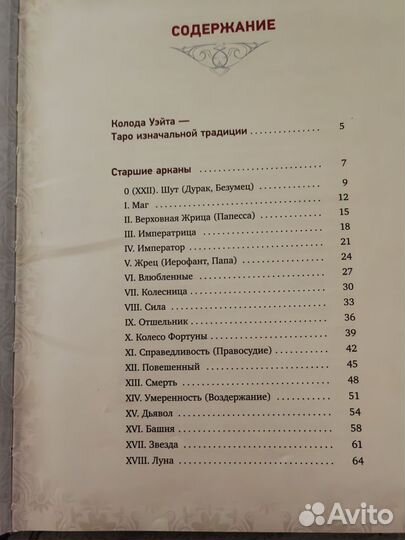 СОДЕРЖАНИЕ
Колода Уэйта —
Таро изначальной традиции . . . . . . . . . . . . . . . 5
Старшие арканы . . . . . . . . . . . . . . . . . . . . . . . . 7
0 (XXII). Шут (Дурак, Безумец) . . . . . . . . . . . . . 9
I. Маг . . . . . . . . . . . . . . . . . . . . . . . . . . . . . . . 12
II. Верховная Жрица (Папесса) . . . . . . . . . . . . . 15
III. Императрица . . . . . . . . . . . . . . . . . . . . . . . 18
IV. Император . . . . . . . . . . . . . . . . . . . . . . . . 21
V. Жрец (Иерофант, Папа) . . . . . . . . . . . . . . . . 24
VI. Влюбленные . . . . . . . . . . . . . . . . . . . . . . . 27
VII. Колесница . . . . . . . . . . . . . . . . . . . . . . . . 30
VIII. Сила . . . . . . . . . . . . . . . . . . . . . . . . . . . . 33
IX. Отшельник . . . . . . . . . . . . . . . . . . . . . . . . 36
X. Колесо Фортуны . . . . . . . . . . . . . . . . . . . . . 39
XI. Справедливость (Правосудие) . . . . . . . . . . . 42
XII. Повешенный . . . . . . . . . . . . . . . . . . . . . . . 45
XIII. Смерть . . . . . . . . . . . . . . . . . . . . . . . . . . 48
XIV. Умеренность (Воздержание) . . . . . . . . . . . . 51
XV. Дьявол . . . . . . . . . . . . . . . . . . . . . . . . . . . 54
XVI. Башня . . . . . . . . . . . . . . . . . . . . . . . . . . . 58
XVII. Звезда . . . . . . . . . . . . . . . . . . . . . . . . . . 61
XVIII. Луна . . . . . . . . . . . . . . . . . . . . . . . . . . . 64
Avito